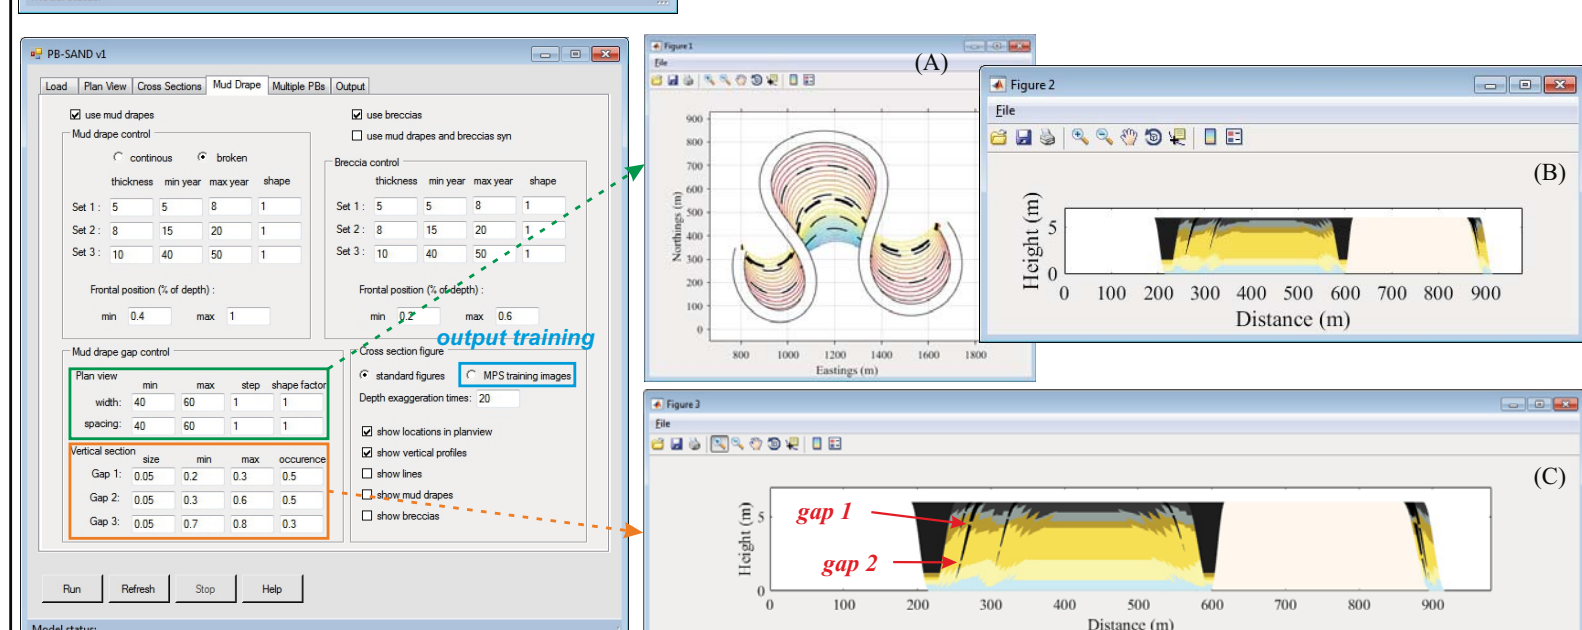 PB-SAND v1
Load Plan View Cross Sections Mud Drape Multiple PBs Output
use mud drapes
use breccias
use mud drapes and breccias syn
Mud drape control
continous broken
thickness min year max year shape
Set 1 : 5 5 8 1
Set 2 : 8 15 20 1
Set 3 : 10 40 50 1
Frontal position (% of depth) :
min 0.4 max 1
Breccia control
thickness min year max year shape
Set 1 : 5 5 8 1
Set 2 : 8 15 20 1
Set 3 : 10 40 50 1
Frontal position (% of depth) :
min 0.2 max 0.6
output training
Mud drape gap control
Plan view
min max step shape factor
width: 40 60 1 1
spacing: 40 60 1 1
Vertical section
size min max occurence
Gap 1: 0.05 0.2 0.3 0.5
Gap 2: 0.05 0.3 0.6 0.5
Gap 3: 0.05 0.7 0.8 0.3
Cross section figure
standard figures MPS training images
Depth exaggeration times: 20
show locations in planview
show vertical profiles
show lines
show mud drapes
show breccias
Run Refresh Stop Help
Model status:
Figure 1
File
(A)
Northings (m)
900
800
700
600
500
400
300
200
100
0
800 1000 1200 1400 1600 1800
Eastings (m)
Figure 2
File
(B)
Height (m)
5
0
0 100 200 300 400 500 600 700 800 900
Distance (m)
Figure 3
File
(C)
Height (m)
5
0
gap 1
gap 2
0 100 200 300 400 500 600 700 800 900
Distance (m)